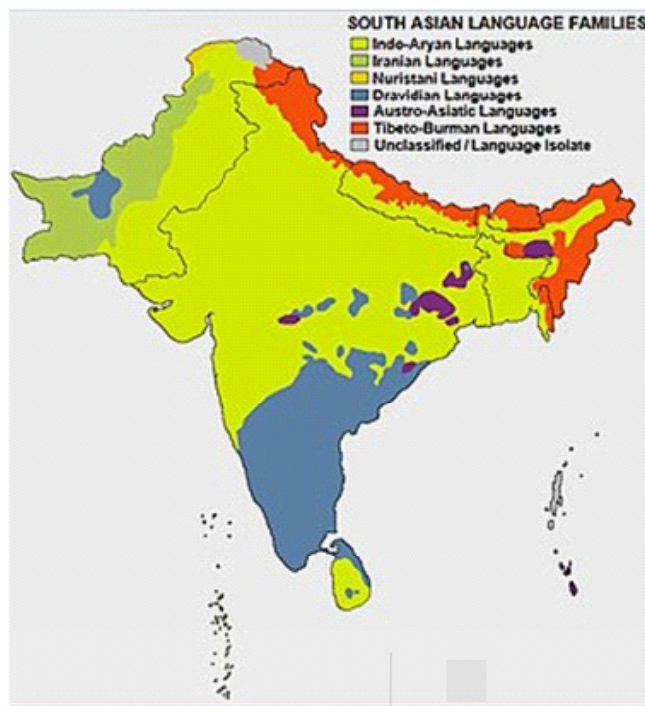 SOUTH ASIAN LANGUAGE FAMILIES
Indo-Aryan Languages
Iranian Languages
Nuristani Languages
Dravidian Languages
Austro-Asiatic Languages
Tibeto-Burman Languages
Unclassified / Language Isolate